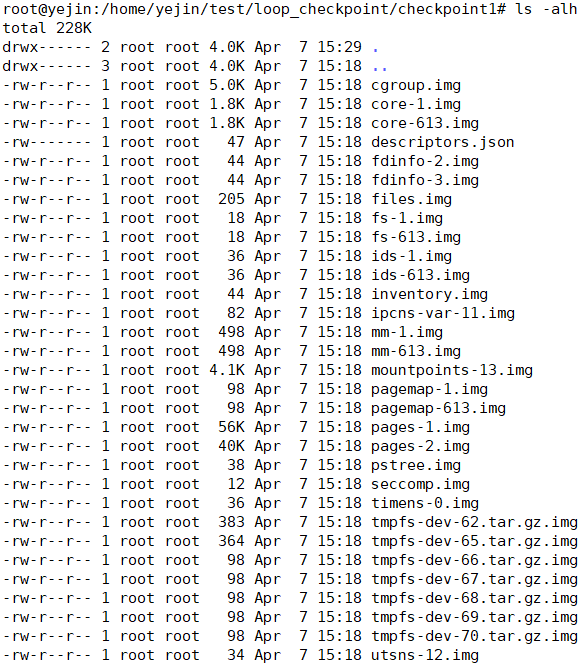 root@yejin:/home/yejin/test/loop_checkpoint/checkpoint1# ls -alh
total 228K
drwx------ 2 root root 4.0K Apr  7 15:29 .
drwx------ 3 root root 4.0K Apr  7 15:18 ..
-rw-r--r-- 1 root root 5.0K Apr  7 15:18 cgroup.img
-rw-r--r-- 1 root root 1.8K Apr  7 15:18 core-1.img
-rw-r--r-- 1 root root 1.8K Apr  7 15:18 core-613.img
-rw------- 1 root root   47 Apr  7 15:18 descriptors.json
-rw-r--r-- 1 root root   44 Apr  7 15:18 fdinfo-2.img
-rw-r--r-- 1 root root   44 Apr  7 15:18 fdinfo-3.img
-rw-r--r-- 1 root root  205 Apr  7 15:18 files.img
-rw-r--r-- 1 root root   18 Apr  7 15:18 fs-1.img
-rw-r--r-- 1 root root   18 Apr  7 15:18 fs-613.img
-rw-r--r-- 1 root root   36 Apr  7 15:18 ids-1.img
-rw-r--r-- 1 root root   36 Apr  7 15:18 ids-613.img
-rw-r--r-- 1 root root   44 Apr  7 15:18 inventory.img
-rw-r--r-- 1 root root   82 Apr  7 15:18 ipcns-var-11.img
-rw-r--r-- 1 root root  498 Apr  7 15:18 mm-1.img
-rw-r--r-- 1 root root  498 Apr  7 15:18 mm-613.img
-rw-r--r-- 1 root root 4.1K Apr  7 15:18 mountpoints-13.img
-rw-r--r-- 1 root root   98 Apr  7 15:18 pagemap-1.img
-rw-r--r-- 1 root root   98 Apr  7 15:18 pagemap-613.img
-rw-r--r-- 1 root root  56K Apr  7 15:18 pages-1.img
-rw-r--r-- 1 root root  40K Apr  7 15:18 pages-2.img
-rw-r--r-- 1 root root   38 Apr  7 15:18 pstree.img
-rw-r--r-- 1 root root   12 Apr  7 15:18 seccomp.img
-rw-r--r-- 1 root root   36 Apr  7 15:18 timens-0.img
-rw-r--r-- 1 root root  383 Apr  7 15:18 tmpfs-dev-62.tar.gz.img
-rw-r--r-- 1 root root  364 Apr  7 15:18 tmpfs-dev-65.tar.gz.img
-rw-r--r-- 1 root root   98 Apr  7 15:18 tmpfs-dev-66.tar.gz.img
-rw-r--r-- 1 root root   98 Apr  7 15:18 tmpfs-dev-67.tar.gz.img
-rw-r--r-- 1 root root   98 Apr  7 15:18 tmpfs-dev-68.tar.gz.img
-rw-r--r-- 1 root root   98 Apr  7 15:18 tmpfs-dev-69.tar.gz.img
-rw-r--r-- 1 root root   98 Apr  7 15:18 tmpfs-dev-70.tar.gz.img
-rw-r--r-- 1 root root   34 Apr  7 15:18 utsns-12.img